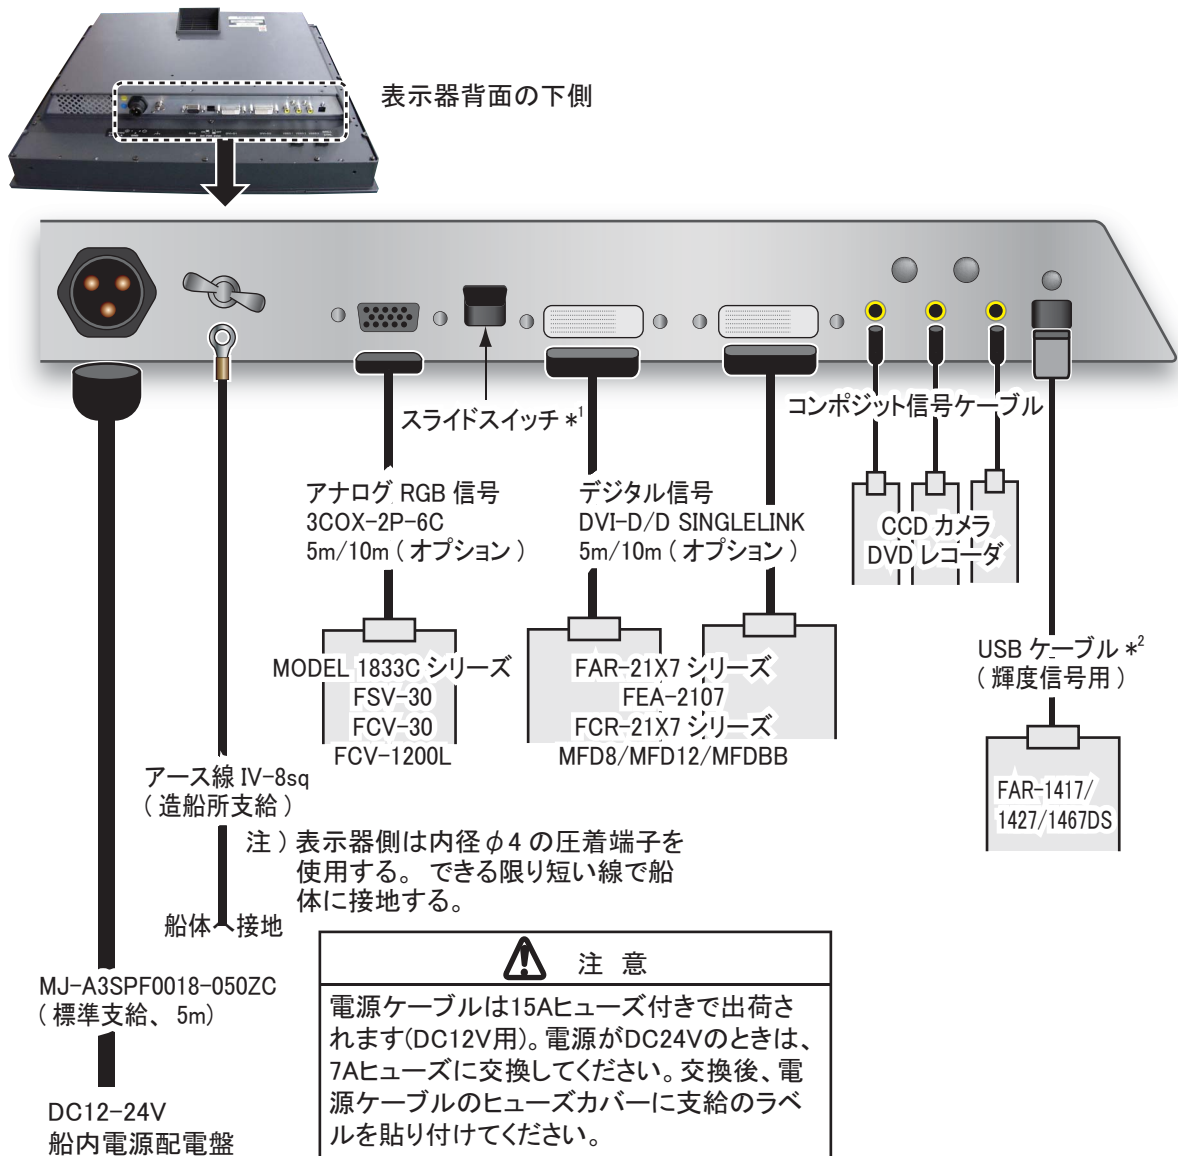 表示器背面の下側
スライドスイッチ *1
コンポジット信号ケーブル
アナログ RGB 信号
3COX-2P-6C
5m/10m ( オプション )
デジタル信号
DVI-D/D SINGLELINK
5m/10m ( オプション )
CCD カメラ
DVD レコーダ
USB ケーブル *2
( 輝度信号用 )
MODEL 1833C シリーズ
FSV-30
FCV-30
FCV-1200L
FAR-21X7 シリーズ
FEA-2107
FCR-21X7 シリーズ
MFD8/MFD12/MFDBB
FAR-1417/
1427/1467DS
アース線 IV-8sq
( 造船所支給 )
注 ) 表示器側は内径φ4 の圧着端子を
使用する。 できる限り短い線で船
体に接地する。
船体へ接地
MJ-A3SPF0018-050ZC
( 標準支給、 5m)
DC12-24V
船内電源配電盤
注 意
電源ケーブルは15Aヒューズ付きで出荷さ
れます(DC12V用)。電源がDC24Vのときは、
7Aヒューズに交換してください。交換後、電
源ケーブルのヒューズカバーに支給のラベ
ルを貼り付けてください。